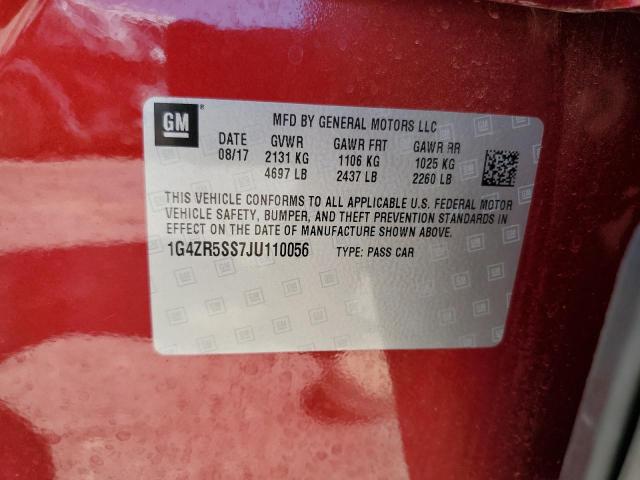 GM
MFD BY GENERAL MOTORS LLC
DATE GVWR GAWR FRT GAWR RR
08/17 2131 KG 1106 KG 1025 KG
4697 LB 2437 LB 2260 LB
THIS VEHICLE CONFORMS TO ALL APPLICABLE U.S. FEDERAL MOTOR
VEHICLE SAFETY, BUMPER, AND THEFT PREVENTION STANDARDS IN
EFFECT ON THE DATE OF MANUFACTURE SHOWN ABOVE.
1G4ZR5SS7JU110056 TYPE: PASS CAR